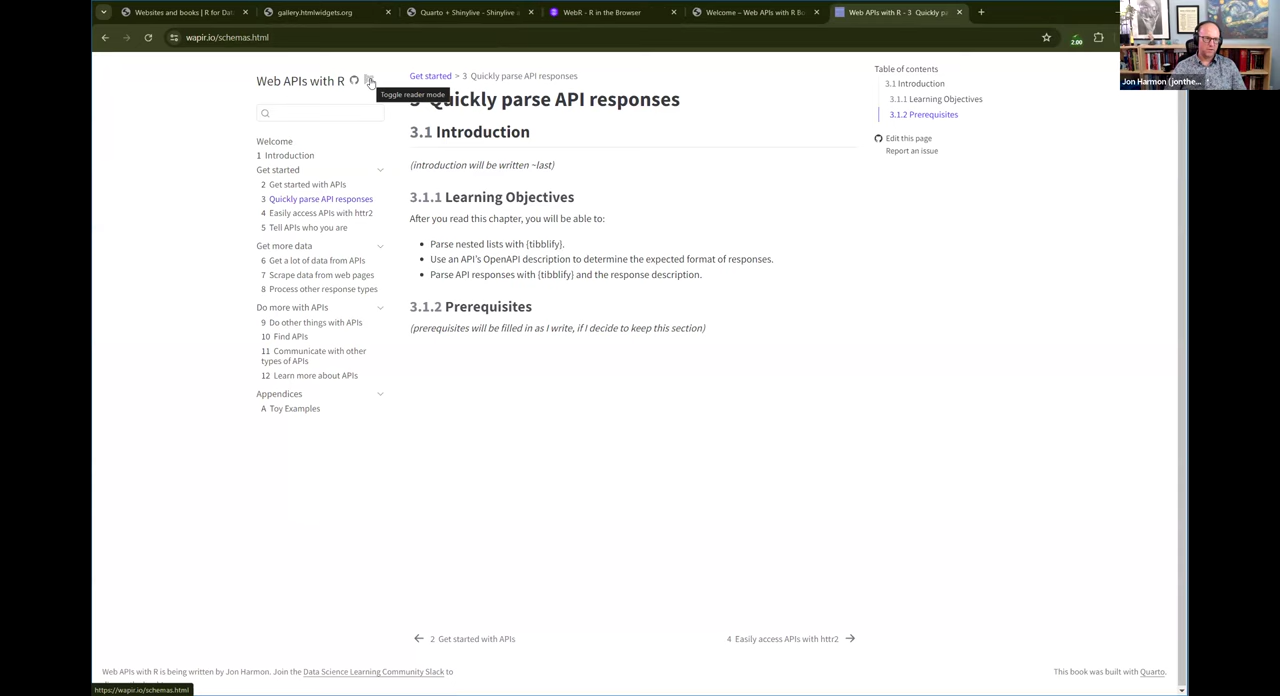 Websites and books | R for Dat
gallery.htmlwidgets.org
Quarto + Shinylive - Shinylive a
WebR - R in the Browser
Welcome – Web APIs with R Bo
Web APIs with R - 3 Quickly pa
wapir.io/schemas.html
2.00
Jon Harmon (jonthe...
Web APIs with R
Toggle reader mode
Welcome
1 Introduction
Get started
2 Get started with APIs
3 Quickly parse API responses
4 Easily access APIs with httr2
5 Tell APIs who you are
Get more data
6 Get a lot of data from APIs
7 Scrape data from web pages
8 Process other response types
Do more with APIs
9 Do other things with APIs
10 Find APIs
11 Communicate with other
types of APIs
12 Learn more about APIs
Appendices
A Toy Examples
Get started > 3 Quickly parse API responses
3 Quickly parse API responses
3.1 Introduction
(introduction will be written ~last)
3.1.1 Learning Objectives
After you read this chapter, you will be able to:
• Parse nested lists with {tibblify}.
• Use an API's OpenAPI description to determine the expected format of responses.
• Parse API responses with {tibblify} and the response description.
3.1.2 Prerequisites
(prerequisites will be filled in as I write, if I decide to keep this section)
Table of contents
3.1 Introduction
3.1.1 Learning Objectives
3.1.2 Prerequisites
Edit this page
Report an issue
2 Get started with APIs
4 Easily access APIs with httr2
Web APIs with R is being written by Jon Harmon. Join the Data Science Learning Community Slack to
This book was built with Quarto.
https://wapir.io/schemas.html